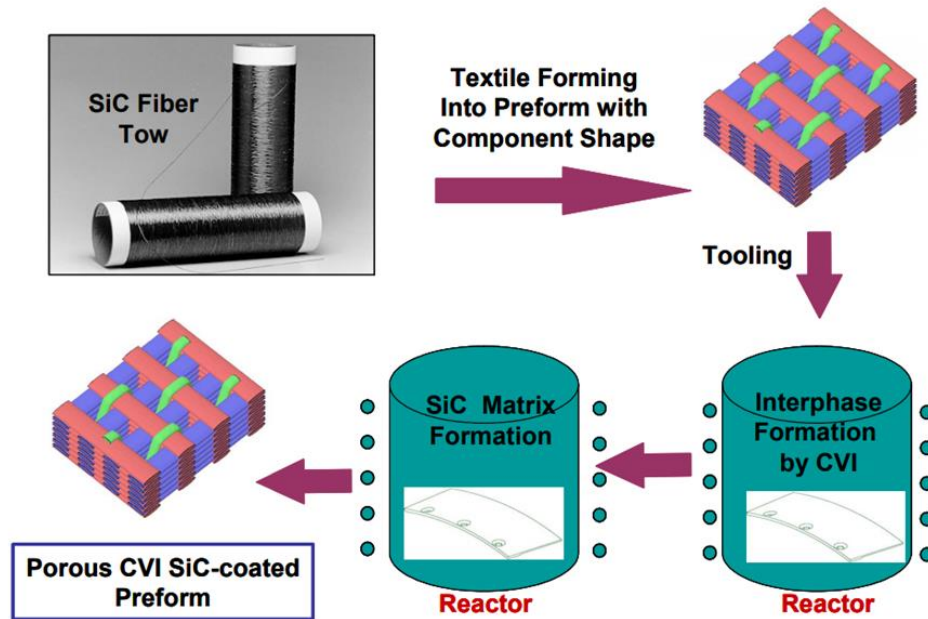 SiC Fiber
Tow
Textile Forming
Into Preform with
Component Shape
Tooling
Interphase
Formation
by CVI
Reactor
SiC Matrix
Formation
Reactor
Porous CVI SiC-coated
Preform